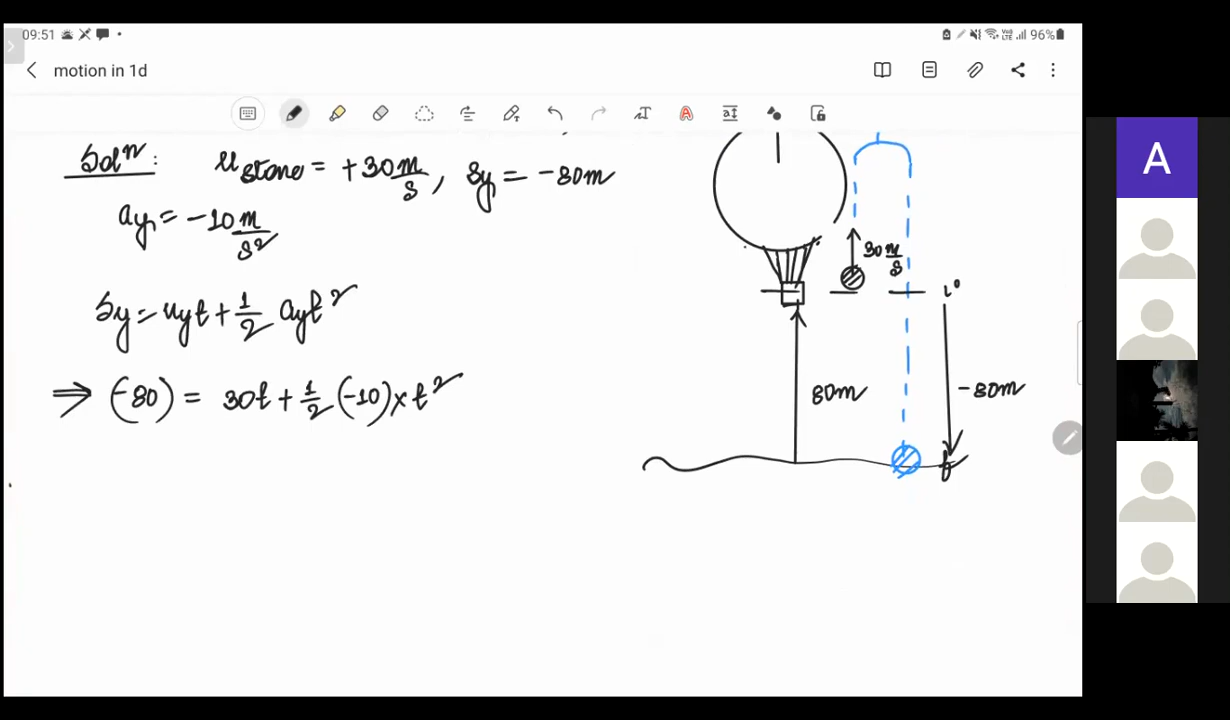 09:51
96%
motion in 1d
Solⁿ: u_stone = +30 m/s, Sy = -80m
ay = -10 m/s²
Sy = uyt + 1/2 ayt²
⇒ (-80) = 30t + 1/2 (-10) × t²
30 m/s
i
80m
-80m
f
A